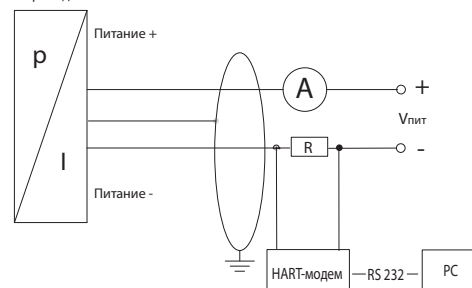 Питание +
p
I
Питание -
A
+
Vпит
R
-
HART-модем
RS 232
PC